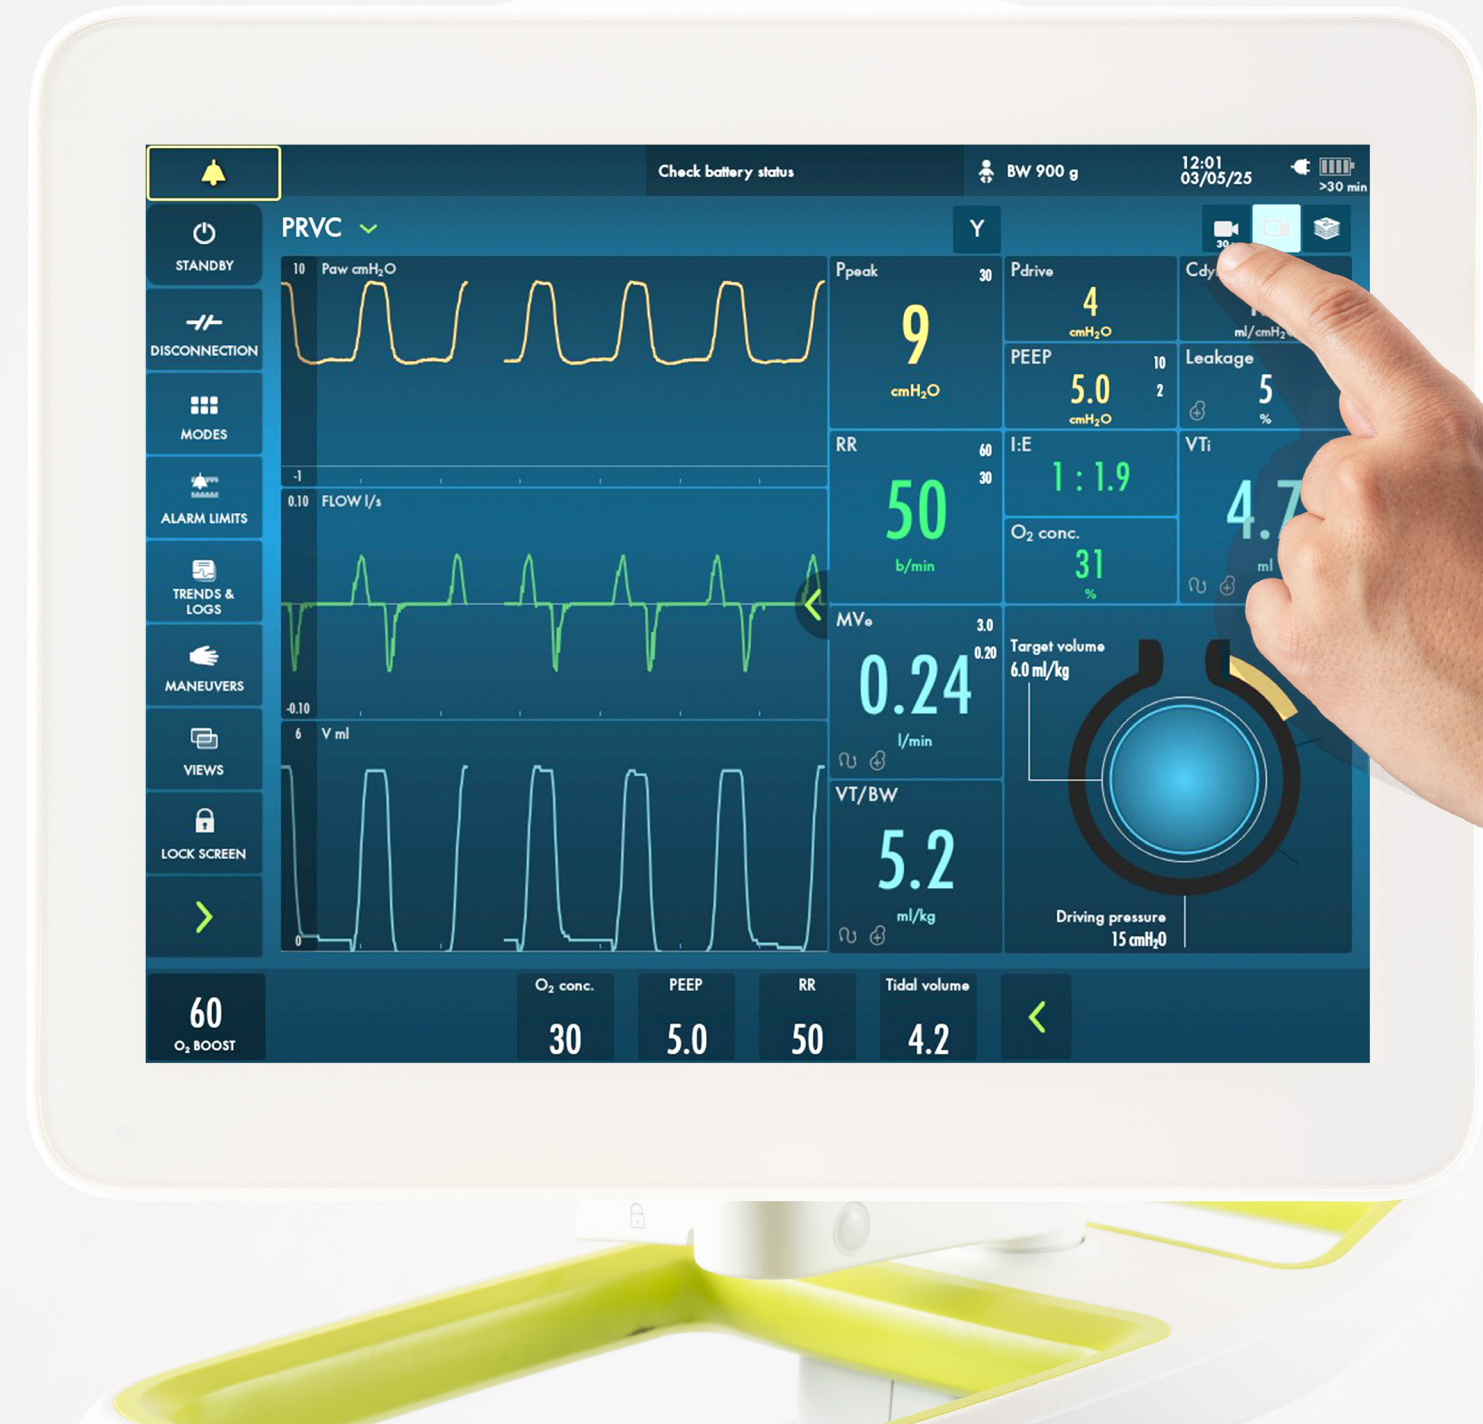 Check battery status
BW 900 g
12:01
03/05/25
>30 min
STANDBY
PRVC
Y
DISCONNECTION
MODES
ALARM LIMITS
TRENDS &
LOGS
MANEUVERS
VIEWS
LOCK SCREEN
10 Paw cmH₂O
-1
0.10 FLOW l/s
-0.10
6 V ml
0
Ppeak 30
9
cmH₂O
Pdrive
4
cmH₂O
PEEP 10
5.0 2
cmH₂O
Leakage
5
%
RR 60
30
50
b/min
I:E
1 : 1.9
O₂ conc.
31
%
VTi
ml
MVe 3.0
0.20
0.24
l/min
VT/BW
5.2
ml/kg
Target volume
6.0 ml/kg
Driving pressure
15 cmH₂O
60
O₂ BOOST
O₂ conc.
30
PEEP
5.0
RR
50
Tidal volume
4.2